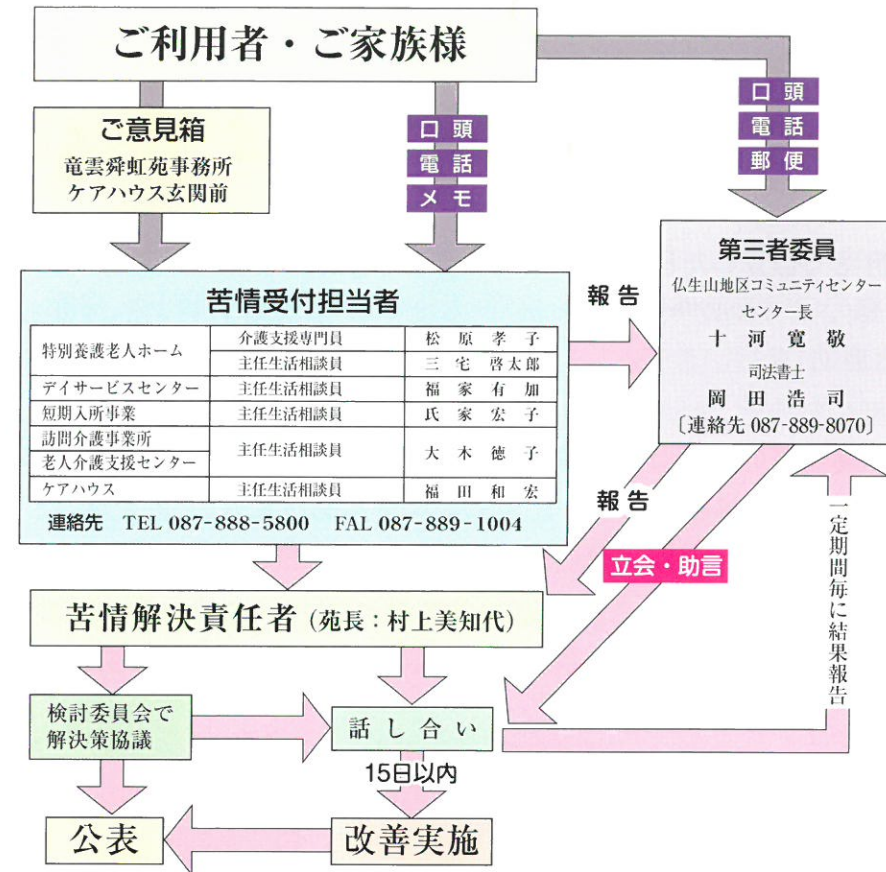 ご利用者・ご家族様
ご意見箱
竜雲舜虹苑事務所
ケアハウス玄関前
口頭
電話
メモ
口頭
電話
郵便
苦情受付担当者
特別養護老人ホーム 介護支援専門員 松原孝子
主任生活相談員 三宅啓太郎
デイサービスセンター 主任生活相談員 福家有加
短期入所事業 主任生活相談員 氏家宏子
訪問介護事業所
老人介護支援センター 主任生活相談員 大木徳子
ケアハウス 主任生活相談員 福田和宏
連絡先 TEL 087-888-5800 FAL 087-889-1004
報告
第三者委員
仏生山地区コミュニティセンター
センター長
十河寛敬
司法書士
岡田浩司
〔連絡先 087-889-8070〕
報告
立会・助言
一定期間毎に結果報告
苦情解決責任者(苑長:村上美知代)
検討委員会で
解決策協議
話し合い
15日以内
公表
改善実施